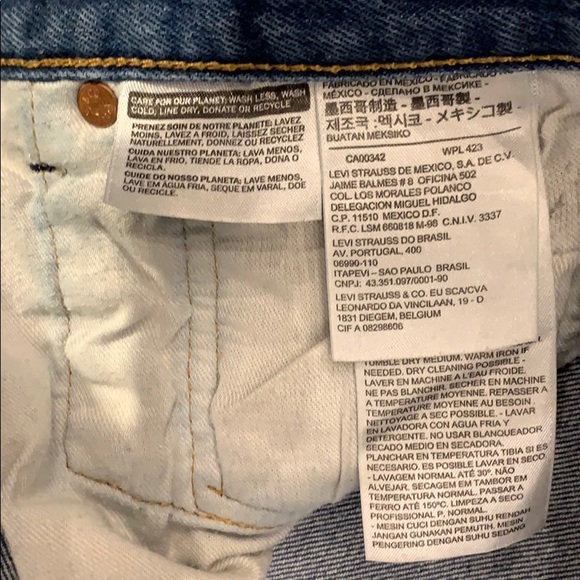 CARE FOR OUR PLANET: WASH LESS, WASH
COLD, LINE DRY, DONATE OR RECYCLE
PRENEZ SOIN DE NOTRE PLANETE: LAVEZ
MOINS, LAVEZ A FROID, LAISSEZ SECHER
NATURELLEMENT, DONNEZ OU RECYCLEZ
CUIDA NUESTRO PLANETA: LAVA MENOS,
LAVA EN FRIO, TIENDE LA ROPA, DONA O
RECICLA.
CUIDE DO NOSSO PLANETA: LAVE MENOS,
LAVE EM ÁGUA FRIA, SEQUE EM VARAL, DOE
OU RECICLE
FABRICADO EN MÉXICO - FABRICADO
MÉXICO - СДЕЛАНО В МЕКСИКЕ -
墨西哥制造 - 墨西哥製 -
제조국 :멕시코 - メキシコ製 -
BUATAN MEKSIKO
CA00342 WPL 423
LEVI STRAUSS DE MEXICO, S.A. DE C.V.
JAIME BALMES # 8 OFICINA 502
COL. LOS MORALES POLANCO
DELEGACION MIGUEL HIDALGO
C.P. 11510 MEXICO D.F.
R.F.C. LSM 660818 M-98 C.N.I.V. 3337
LEVI STRAUSS DO BRASIL
AV. PORTUGAL, 400
06990-110
ITAPEVI – SAO PAULO BRASIL
CNPJ: 43.351.097/0001-90
LEVI STRAUSS & CO. EU SCA/CVA
LEONARDO DA VINCILAAN, 19 - D
1831 DIEGEM, BELGIUM
CIF A 08298606
TUMBLE DRY MEDIUM. WARM IRON IF
NEEDED. DRY CLEANING POSSIBLE -
LAVER EN MACHINE A L'EAU FROIDE.
NE PAS BLANCHIR. SECHER EN MACHINE
A TEMPERATURE MOYENNE. REPASSER A
TEMPERATURE MOYENNE AU BESOIN.
NETTOYAGE A SEC POSSIBLE. - LAVAR
EN LAVADORA CON AGUA FRIA Y
DETERGENTE. NO USAR BLANQUEADOR
SECADO MEDIO EN SECADORA.
PLANCHAR EN TEMPERATURA TIBIA SI ES
NECESARIO. ES POSIBLE LAVAR EN SECO
- LAVAGEM NORMAL ATÉ 30º. NÃO
ALVEJAR. SECAGEM EM TAMBOR EM
TEMPERATURA NORMAL. PASSAR A
FERRO ATÉ 150ºC. LIMPEZA A SECO
PROFISSIONAL P. NORMAL.
- MESIN CUCI DENGAN SUHU RENDAH
JANGAN GUNAKAN PEMUTIH. MESIN
PENGERING DENGAN SUHU SEDANG